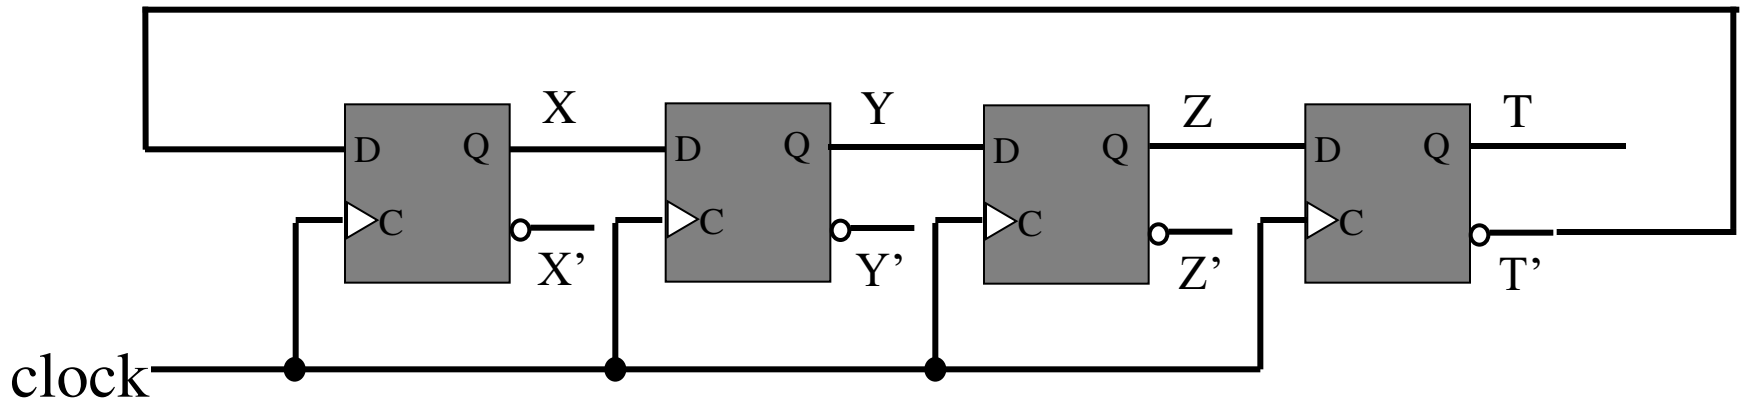 X Y Z T
D Q D Q D Q D Q
C C C C
X’ Y’ Z’ T’
clock